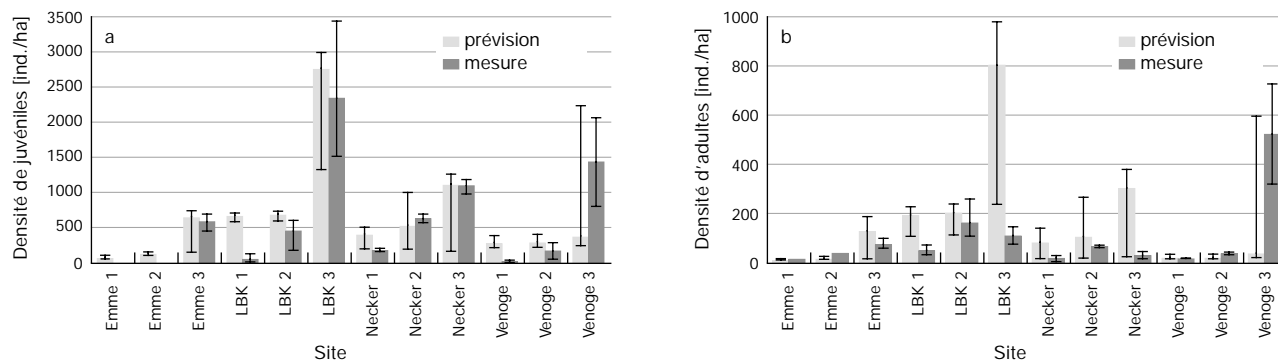 a
prévision
mesure
Densité de juvéniles [ind./ha]
3500
3000
2500
2000
1500
1000
500
0
Emme 1
Emme 2
Emme 3
LBK 1
LBK 2
LBK 3
Necker 1
Necker 2
Necker 3
Venoge 1
Venoge 2
Venoge 3
Site
b
prévision
mesure
Densité d'adultes [ind./ha]
1000
800
600
400
200
0
Emme 1
Emme 2
Emme 3
LBK 1
LBK 2
LBK 3
Necker 1
Necker 2
Necker 3
Venoge 1
Venoge 2
Venoge 3
Site